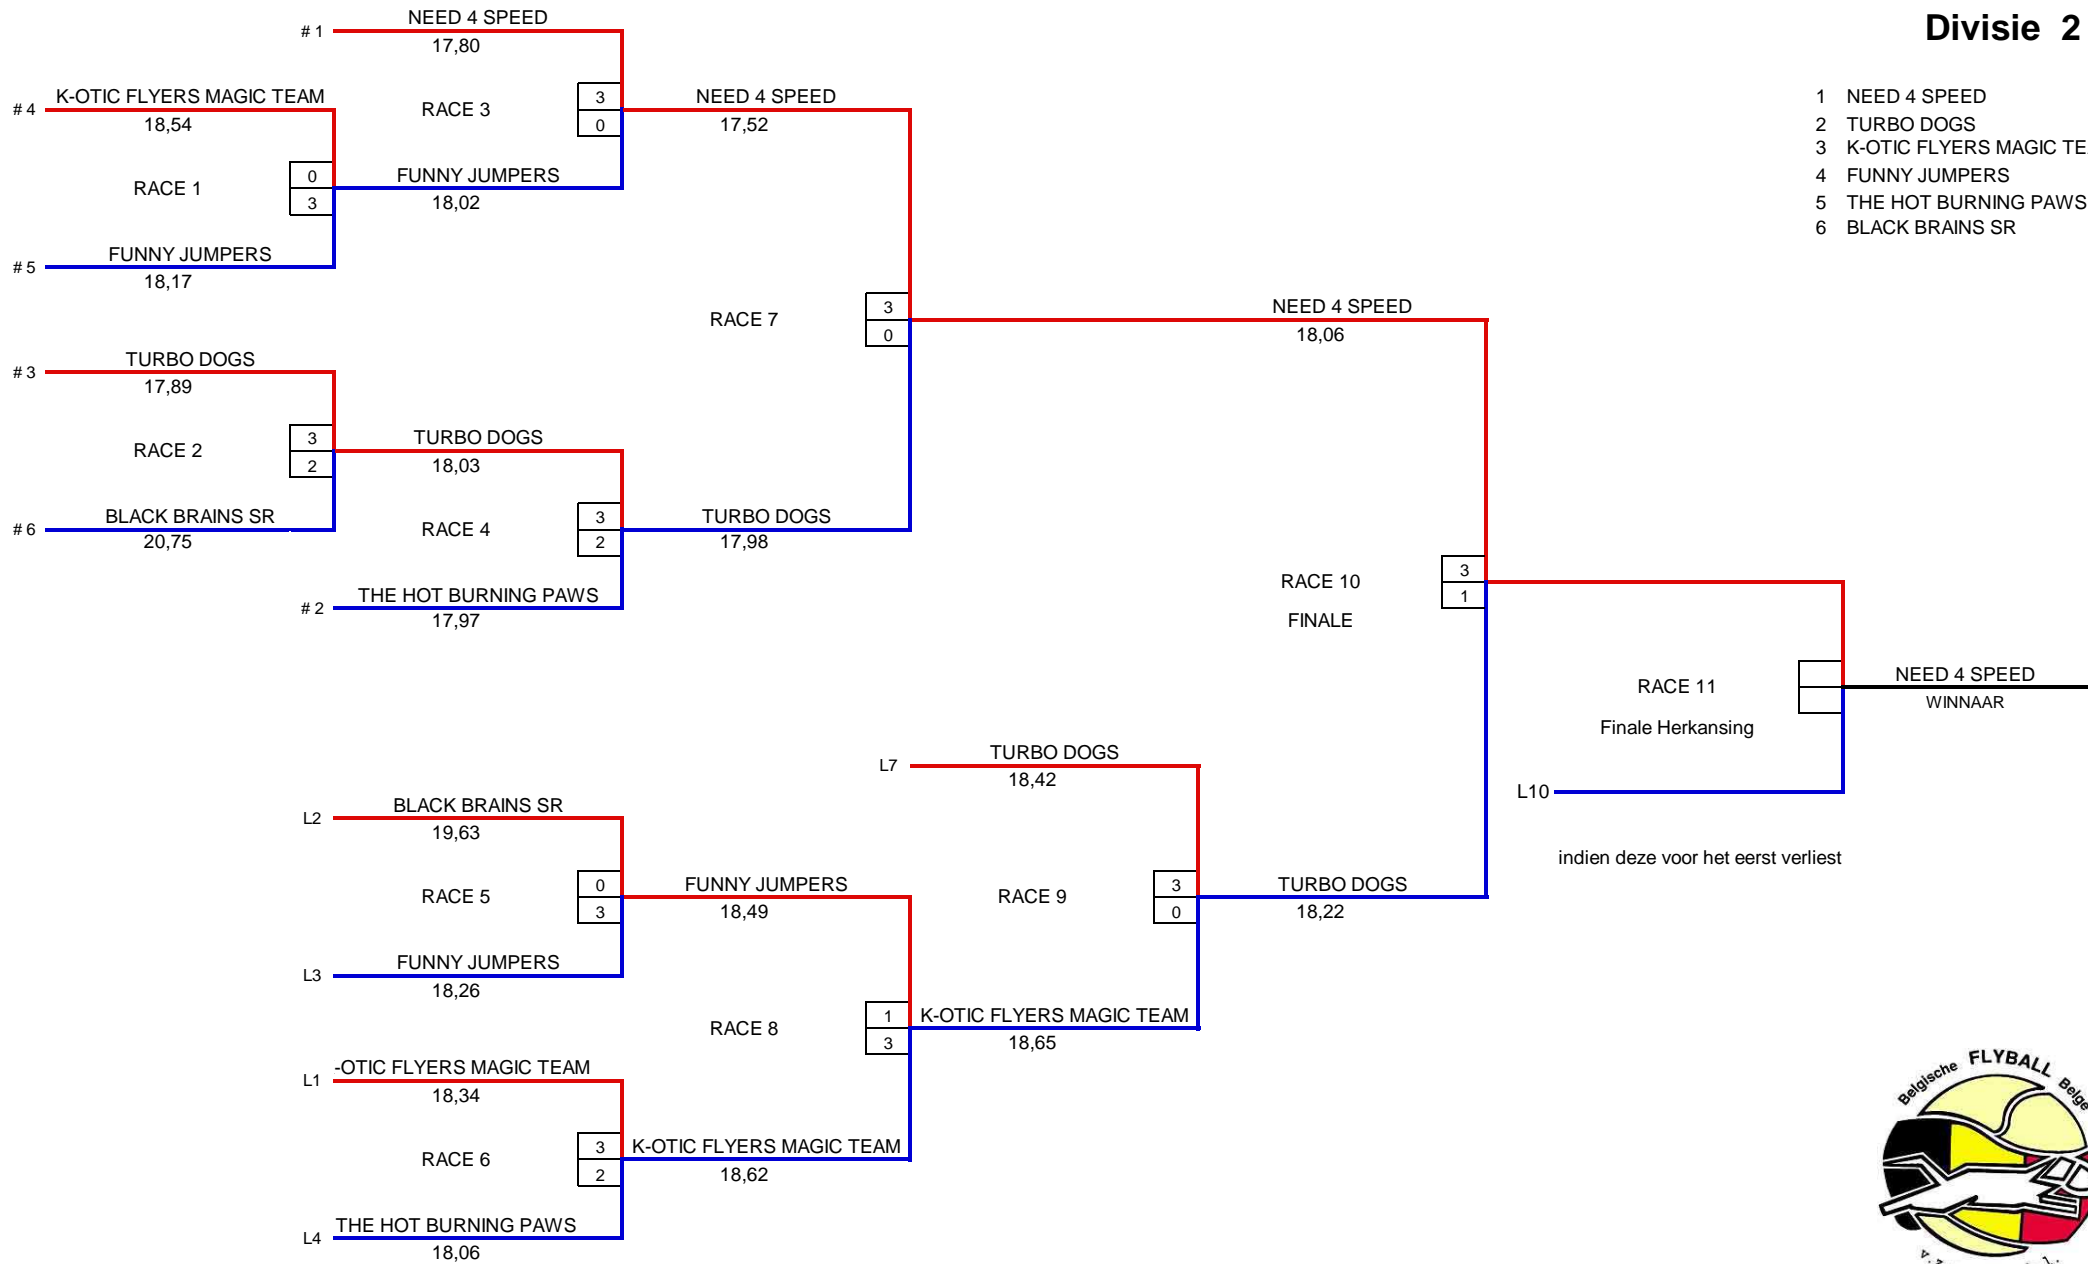 Divisie 2
1 NEED 4 SPEED
2 TURBO DOGS
3 K-OTIC FLYERS MAGIC TE
4 FUNNY JUMPERS
5 THE HOT BURNING PAWS
6 BLACK BRAINS SR
# 1
NEED 4 SPEED
17,80
# 4
K-OTIC FLYERS MAGIC TEAM
18,54
RACE 3
3
0
NEED 4 SPEED
17,52
RACE 1
0
3
FUNNY JUMPERS
18,02
# 5
FUNNY JUMPERS
18,17
RACE 7
3
0
NEED 4 SPEED
18,06
# 3
TURBO DOGS
17,89
RACE 2
3
2
TURBO DOGS
18,03
# 6
BLACK BRAINS SR
20,75
RACE 4
3
2
TURBO DOGS
17,98
# 2
THE HOT BURNING PAWS
17,97
RACE 10
FINALE
3
1
RACE 11
Finale Herkansing
NEED 4 SPEED
WINNAAR
L10
indien deze voor het eerst verliest
L7
TURBO DOGS
18,42
L2
BLACK BRAINS SR
19,63
RACE 5
0
3
FUNNY JUMPERS
18,49
RACE 9
3
0
TURBO DOGS
18,22
L3
FUNNY JUMPERS
18,26
RACE 8
1
3
K-OTIC FLYERS MAGIC TEAM
18,65
L1
-OTIC FLYERS MAGIC TEAM
18,34
RACE 6
3
2
K-OTIC FLYERS MAGIC TEAM
18,62
L4
THE HOT BURNING PAWS
18,06
Belgische FLYBALL Belge